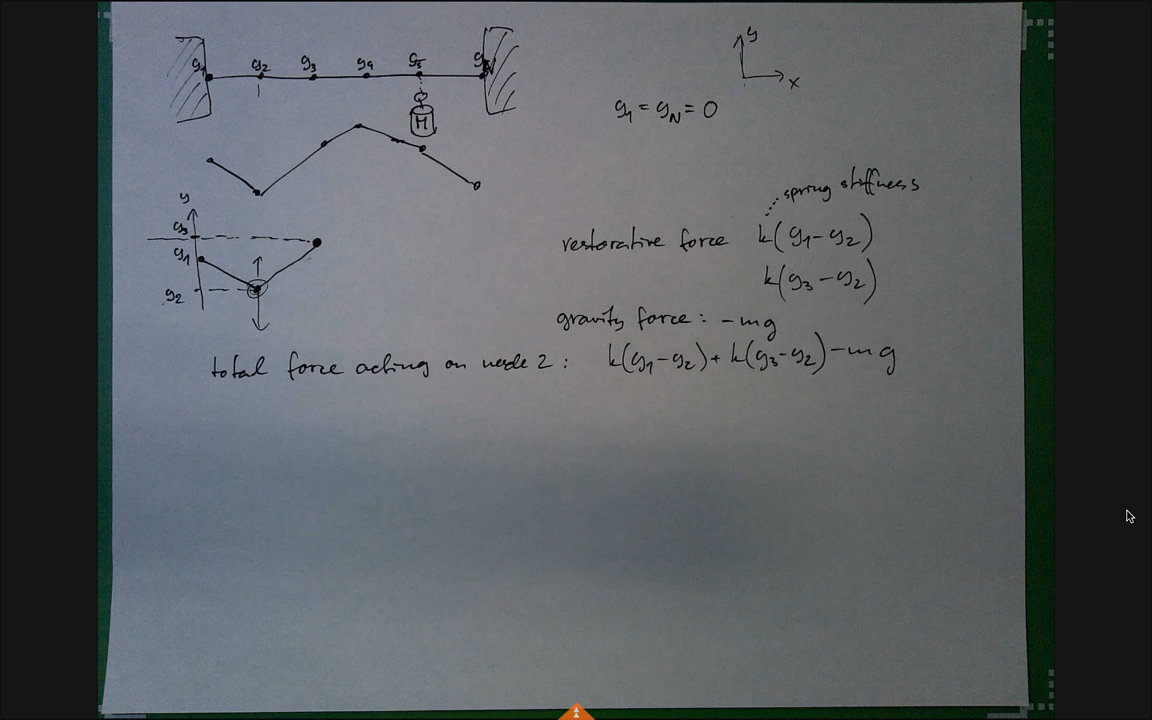 y1 y2 y3 y4 y5 yN
M
y
x
y1 = yN = 0
y
y3
y1
y2
spring stiffness
restorative force k(y1-y2)
k(y3-y2)
gravity force: -mg
total force acting on node 2: k(y1-y2)+k(y3-y2)-mg